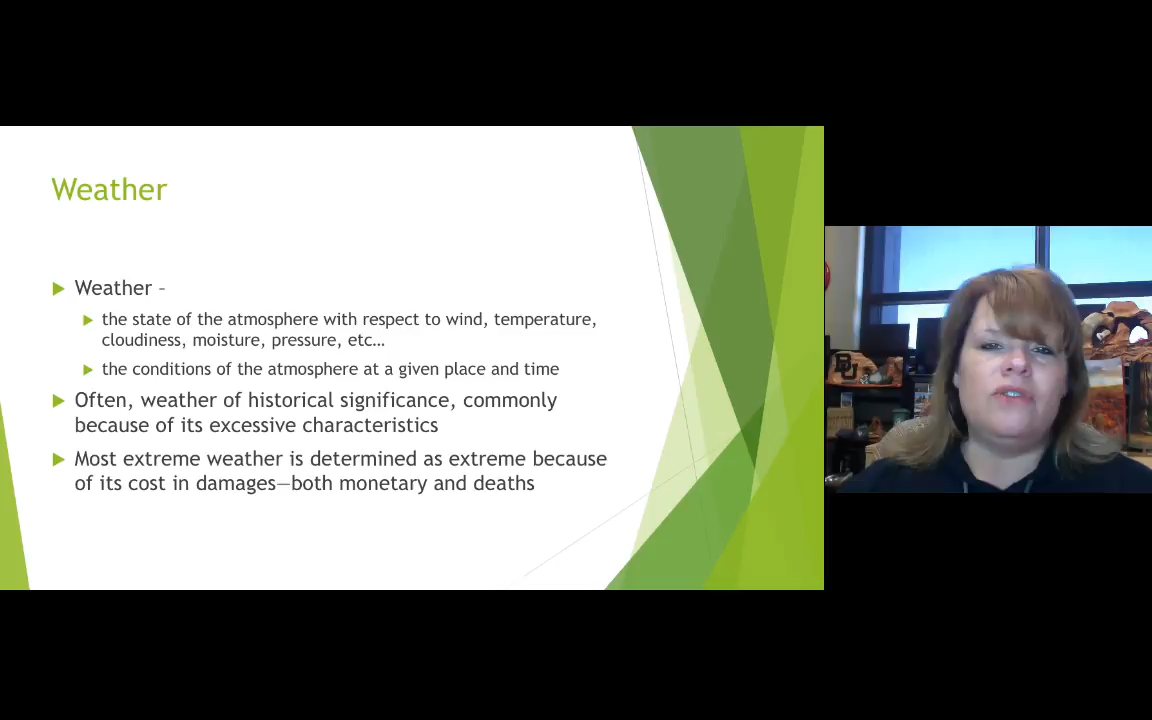 Weather
Weather –
the state of the atmosphere with respect to wind, temperature,
cloudiness, moisture, pressure, etc…
the conditions of the atmosphere at a given place and time
Often, weather of historical significance, commonly
because of its excessive characteristics
Most extreme weather is determined as extreme because
of its cost in damages—both monetary and deaths
BU